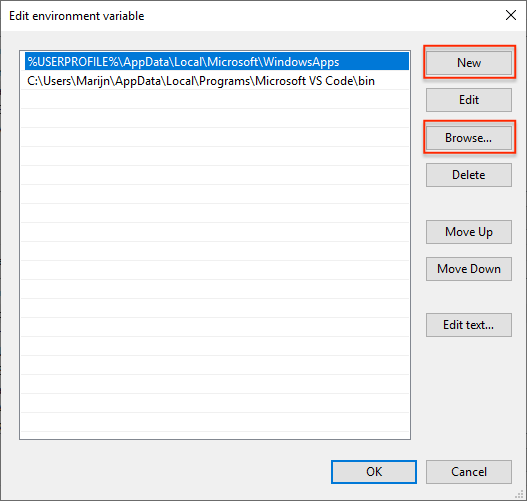 Edit environment variable
%USERPROFILE%\AppData\Local\Microsoft\WindowsApps
C:\Users\Marijn\AppData\Local\Programs\Microsoft VS Code\bin
New
Edit
Browse...
Delete
Move Up
Move Down
Edit text...
OK
Cancel